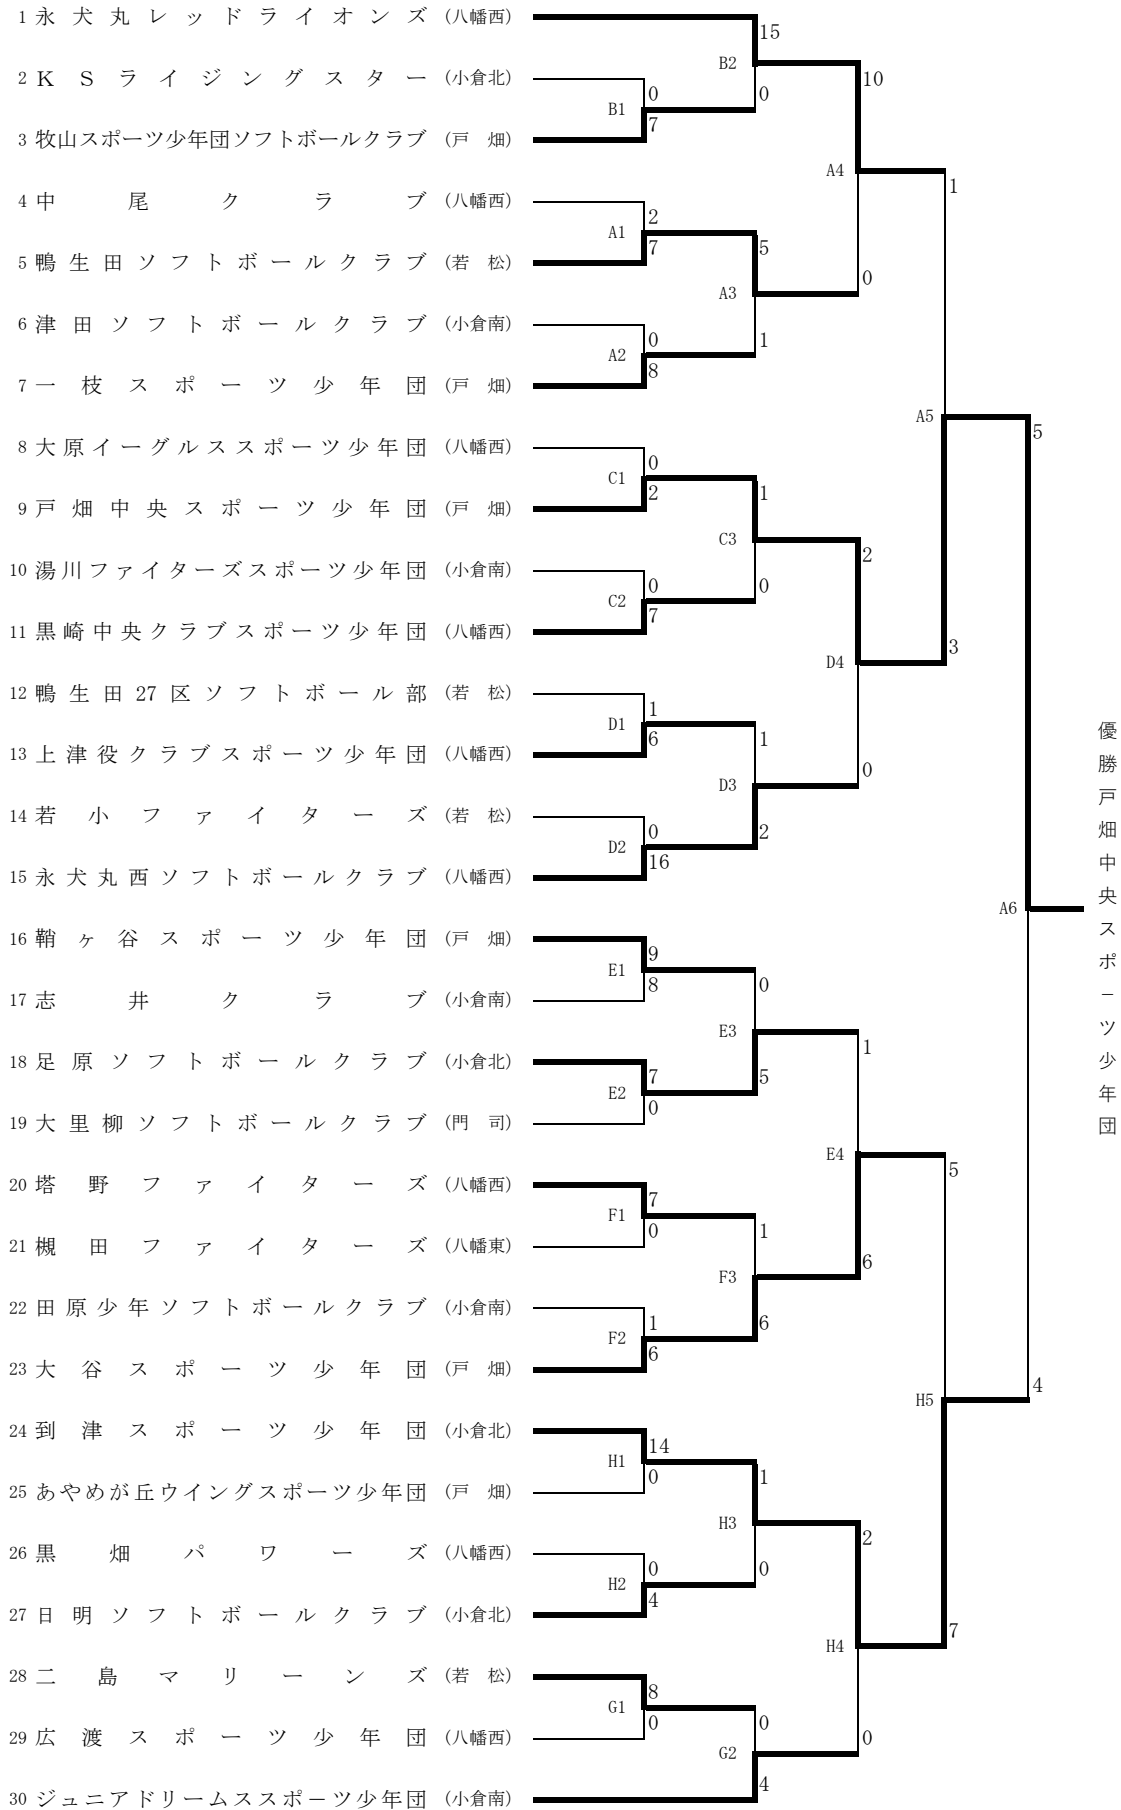 1 永犬丸レッドライオンズ (八幡西)
15
B2
10
2 KSライジングスター (小倉北)
0
0
B1
7
3 牧山スポーツ少年団ソフトボールクラブ (戸 畑)
A4
1
4 中尾クラブ (八幡西)
2
A1
7
5
5 鴨生田ソフトボールクラブ (若 松)
0
A3
6 津田ソフトボールクラブ (小倉南)
0
1
A2
8
7 一枝スポーツ少年団 (戸 畑)
A5
5
8 大原イーグルススポーツ少年団 (八幡西)
0
C1
2
1
9 戸畑中央スポーツ少年団 (戸 畑)
C3
2
10 湯川ファイターズスポーツ少年団 (小倉南)
0
0
C2
7
11 黒崎中央クラブスポーツ少年団 (八幡西)
3
D4
12 鴨生田27区ソフトボール部 (若 松)
1
D1
6
1
13 上津役クラブスポーツ少年団 (八幡西)
0
D3
14 若小ファイターズ (若 松)
0
2
D2
16
15 永犬丸西ソフトボールクラブ (八幡西)
A6
優勝戸畑中央スポ−ツ少年団
16 鞘ヶ谷スポーツ少年団 (戸 畑)
9
E1
8
0
17 志井クラブ (小倉南)
E3
1
18 足原ソフトボールクラブ (小倉北)
7
5
E2
0
19 大里柳ソフトボールクラブ (門 司)
E4
5
20 塔野ファイターズ (八幡西)
7
F1
0
1
21 槻田ファイターズ (八幡東)
6
F3
22 田原少年ソフトボールクラブ (小倉南)
1
6
F2
6
23 大谷スポーツ少年団 (戸 畑)
4
H5
24 到津スポーツ少年団 (小倉北)
14
H1
0
1
25 あやめが丘ウイングスポーツ少年団 (戸 畑)
H3
2
26 黒畑パワーズ (八幡西)
0
0
H2
4
27 日明ソフトボールクラブ (小倉北)
7
H4
28 二島マリーンズ (若 松)
8
G1
0
0
29 広渡スポーツ少年団 (八幡西)
0
G2
4
30 ジュニアドリームススポ−ツ少年団 (小倉南)